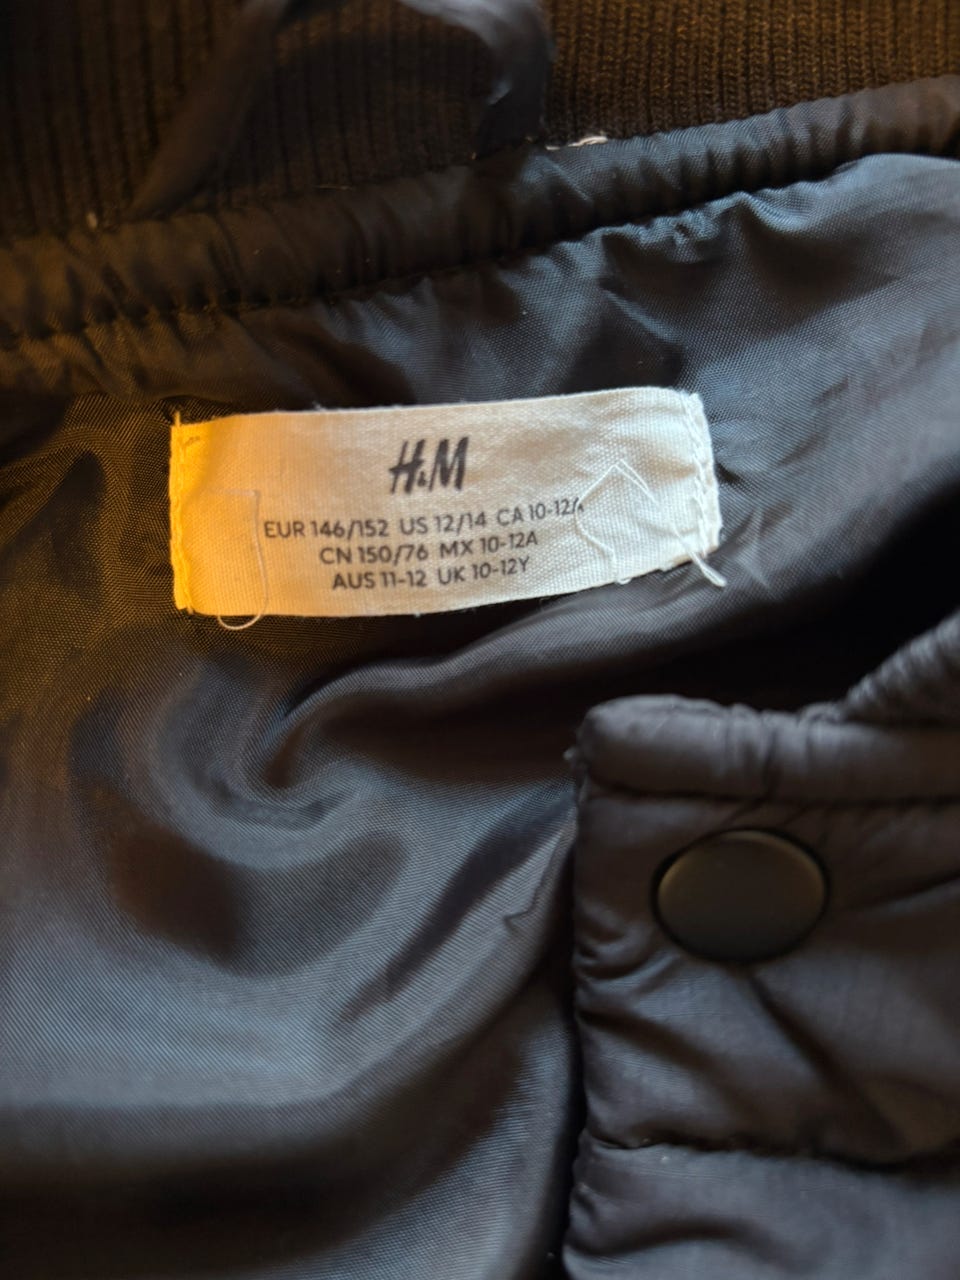 H&M
EUR 146/152 US 12/14 CA 10-12A
CN 150/76 MX 10-12A
AUS 11-12 UK 10-12Y